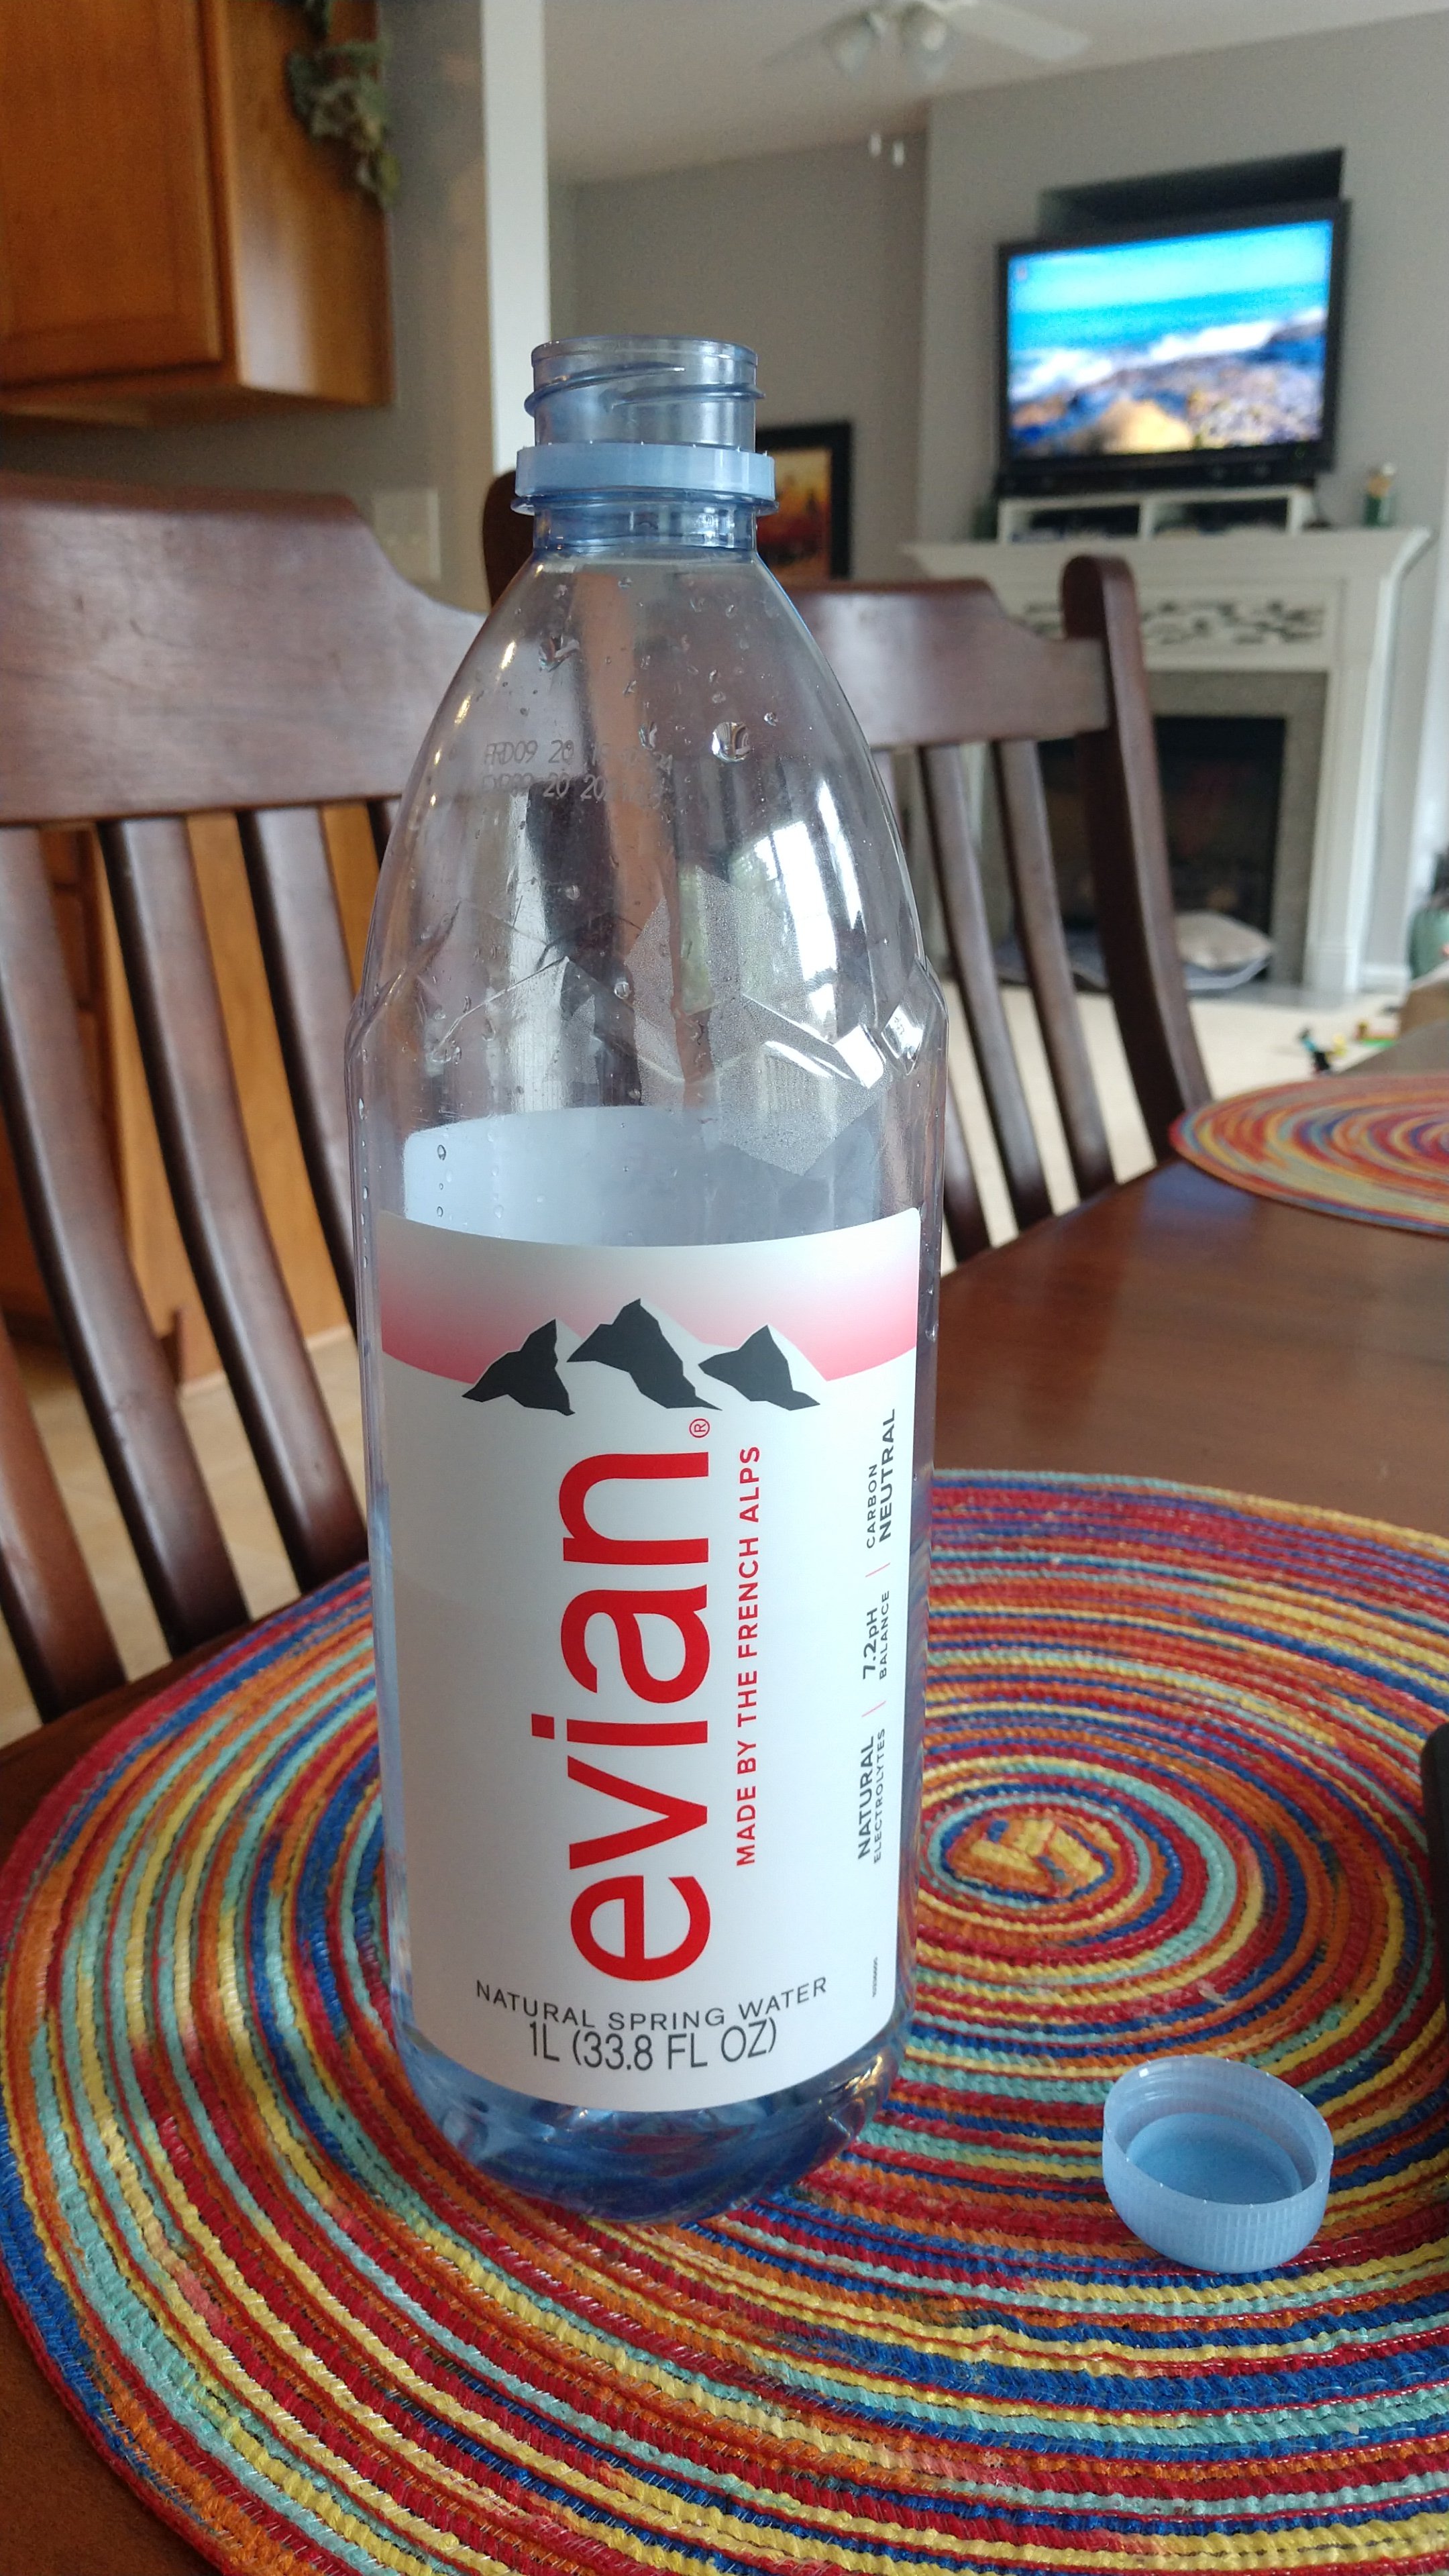 evian®
MADE BY THE FRENCH ALPS
NATURAL
ELECTROLYTES
7.2pH
BALANCE
CARBON
NEUTRAL
NATURAL SPRING WATER
1L (33.8 FL OZ)